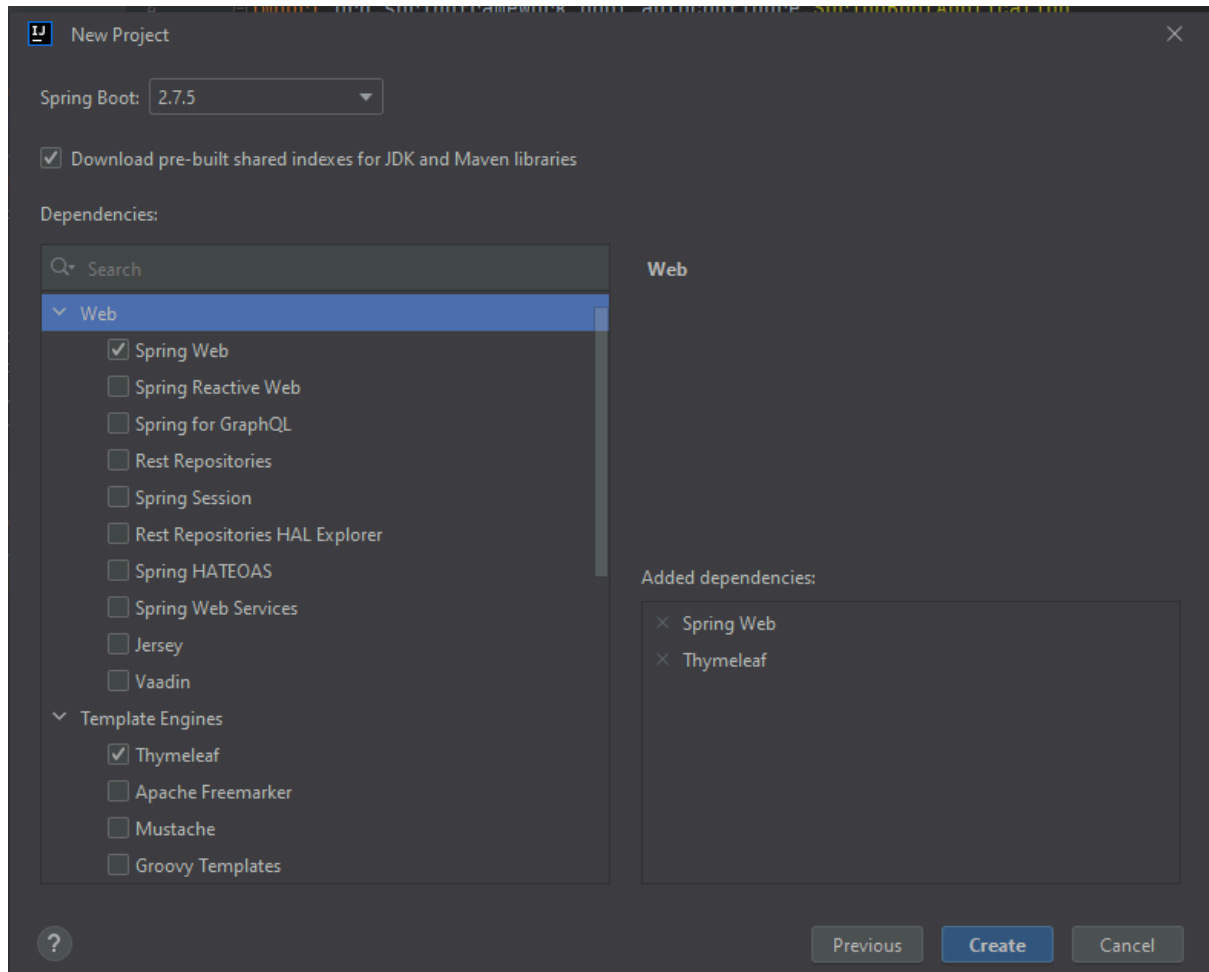 New Project
Spring Boot: 2.7.5
Download pre-built shared indexes for JDK and Maven libraries
Dependencies:
Search
Web
Web
Spring Web
Spring Reactive Web
Spring for GraphQL
Rest Repositories
Spring Session
Rest Repositories HAL Explorer
Spring HATEOAS
Spring Web Services
Jersey
Vaadin
Template Engines
Thymeleaf
Apache Freemarker
Mustache
Groovy Templates
Added dependencies:
Spring Web
Thymeleaf
?
Previous
Create
Cancel